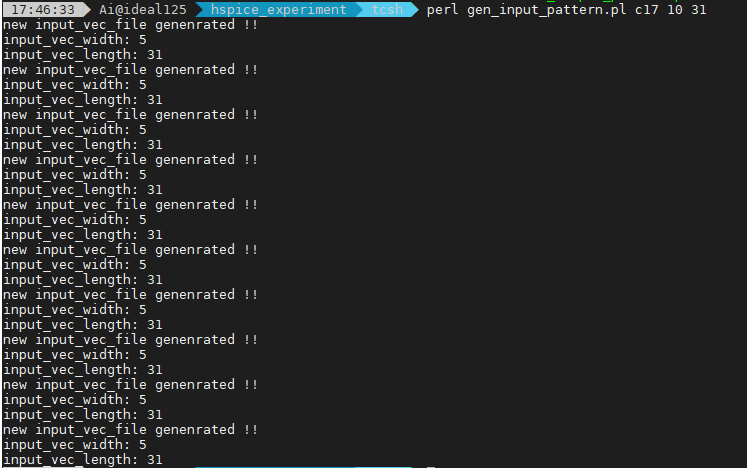 17:46:33 Ai@ideal125 hspice_experiment tcsh perl gen_input_pattern.pl c17 10 31
new input_vec_file genenrated !!
input_vec_width: 5
input_vec_length: 31
new input_vec_file genenrated !!
input_vec_width: 5
input_vec_length: 31
new input_vec_file genenrated !!
input_vec_width: 5
input_vec_length: 31
new input_vec_file genenrated !!
input_vec_width: 5
input_vec_length: 31
new input_vec_file genenrated !!
input_vec_width: 5
input_vec_length: 31
new input_vec_file genenrated !!
input_vec_width: 5
input_vec_length: 31
new input_vec_file genenrated !!
input_vec_width: 5
input_vec_length: 31
new input_vec_file genenrated !!
input_vec_width: 5
input_vec_length: 31
new input_vec_file genenrated !!
input_vec_width: 5
input_vec_length: 31
new input_vec_file genenrated !!
input_vec_width: 5
input_vec_length: 31